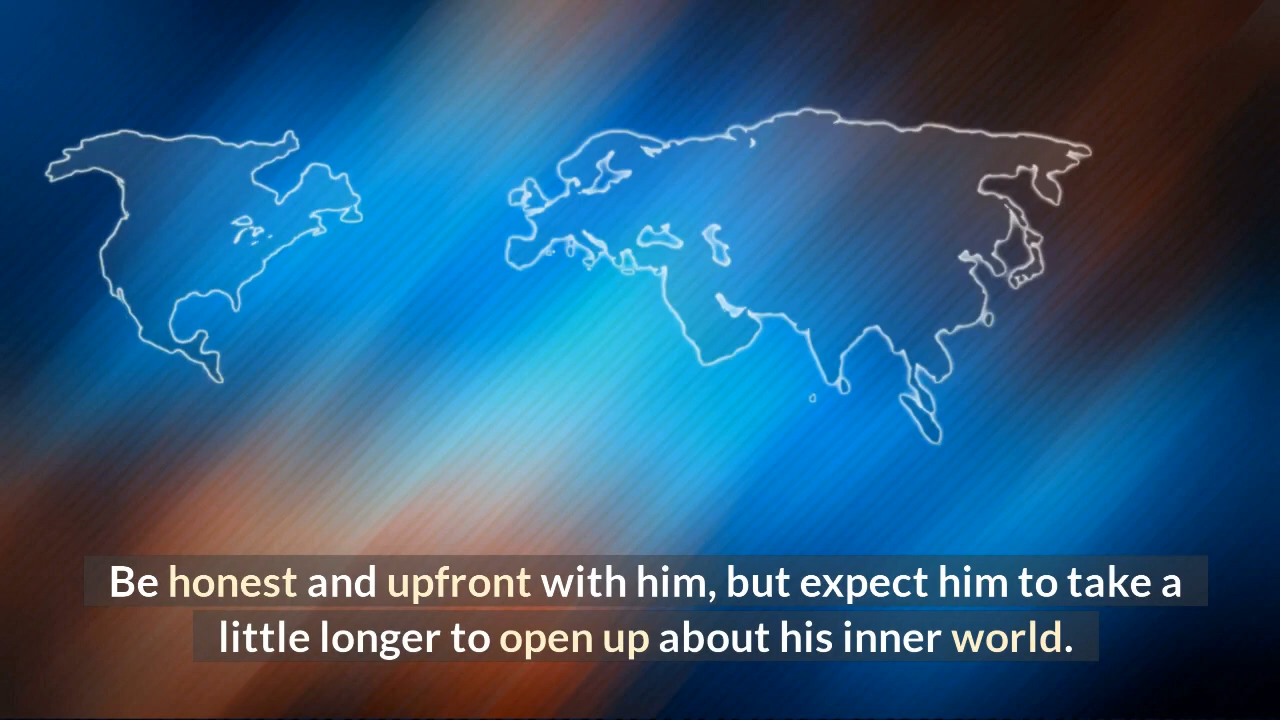 Be honest and upfront with him, but expect him to take a
little longer to open up about his inner world.